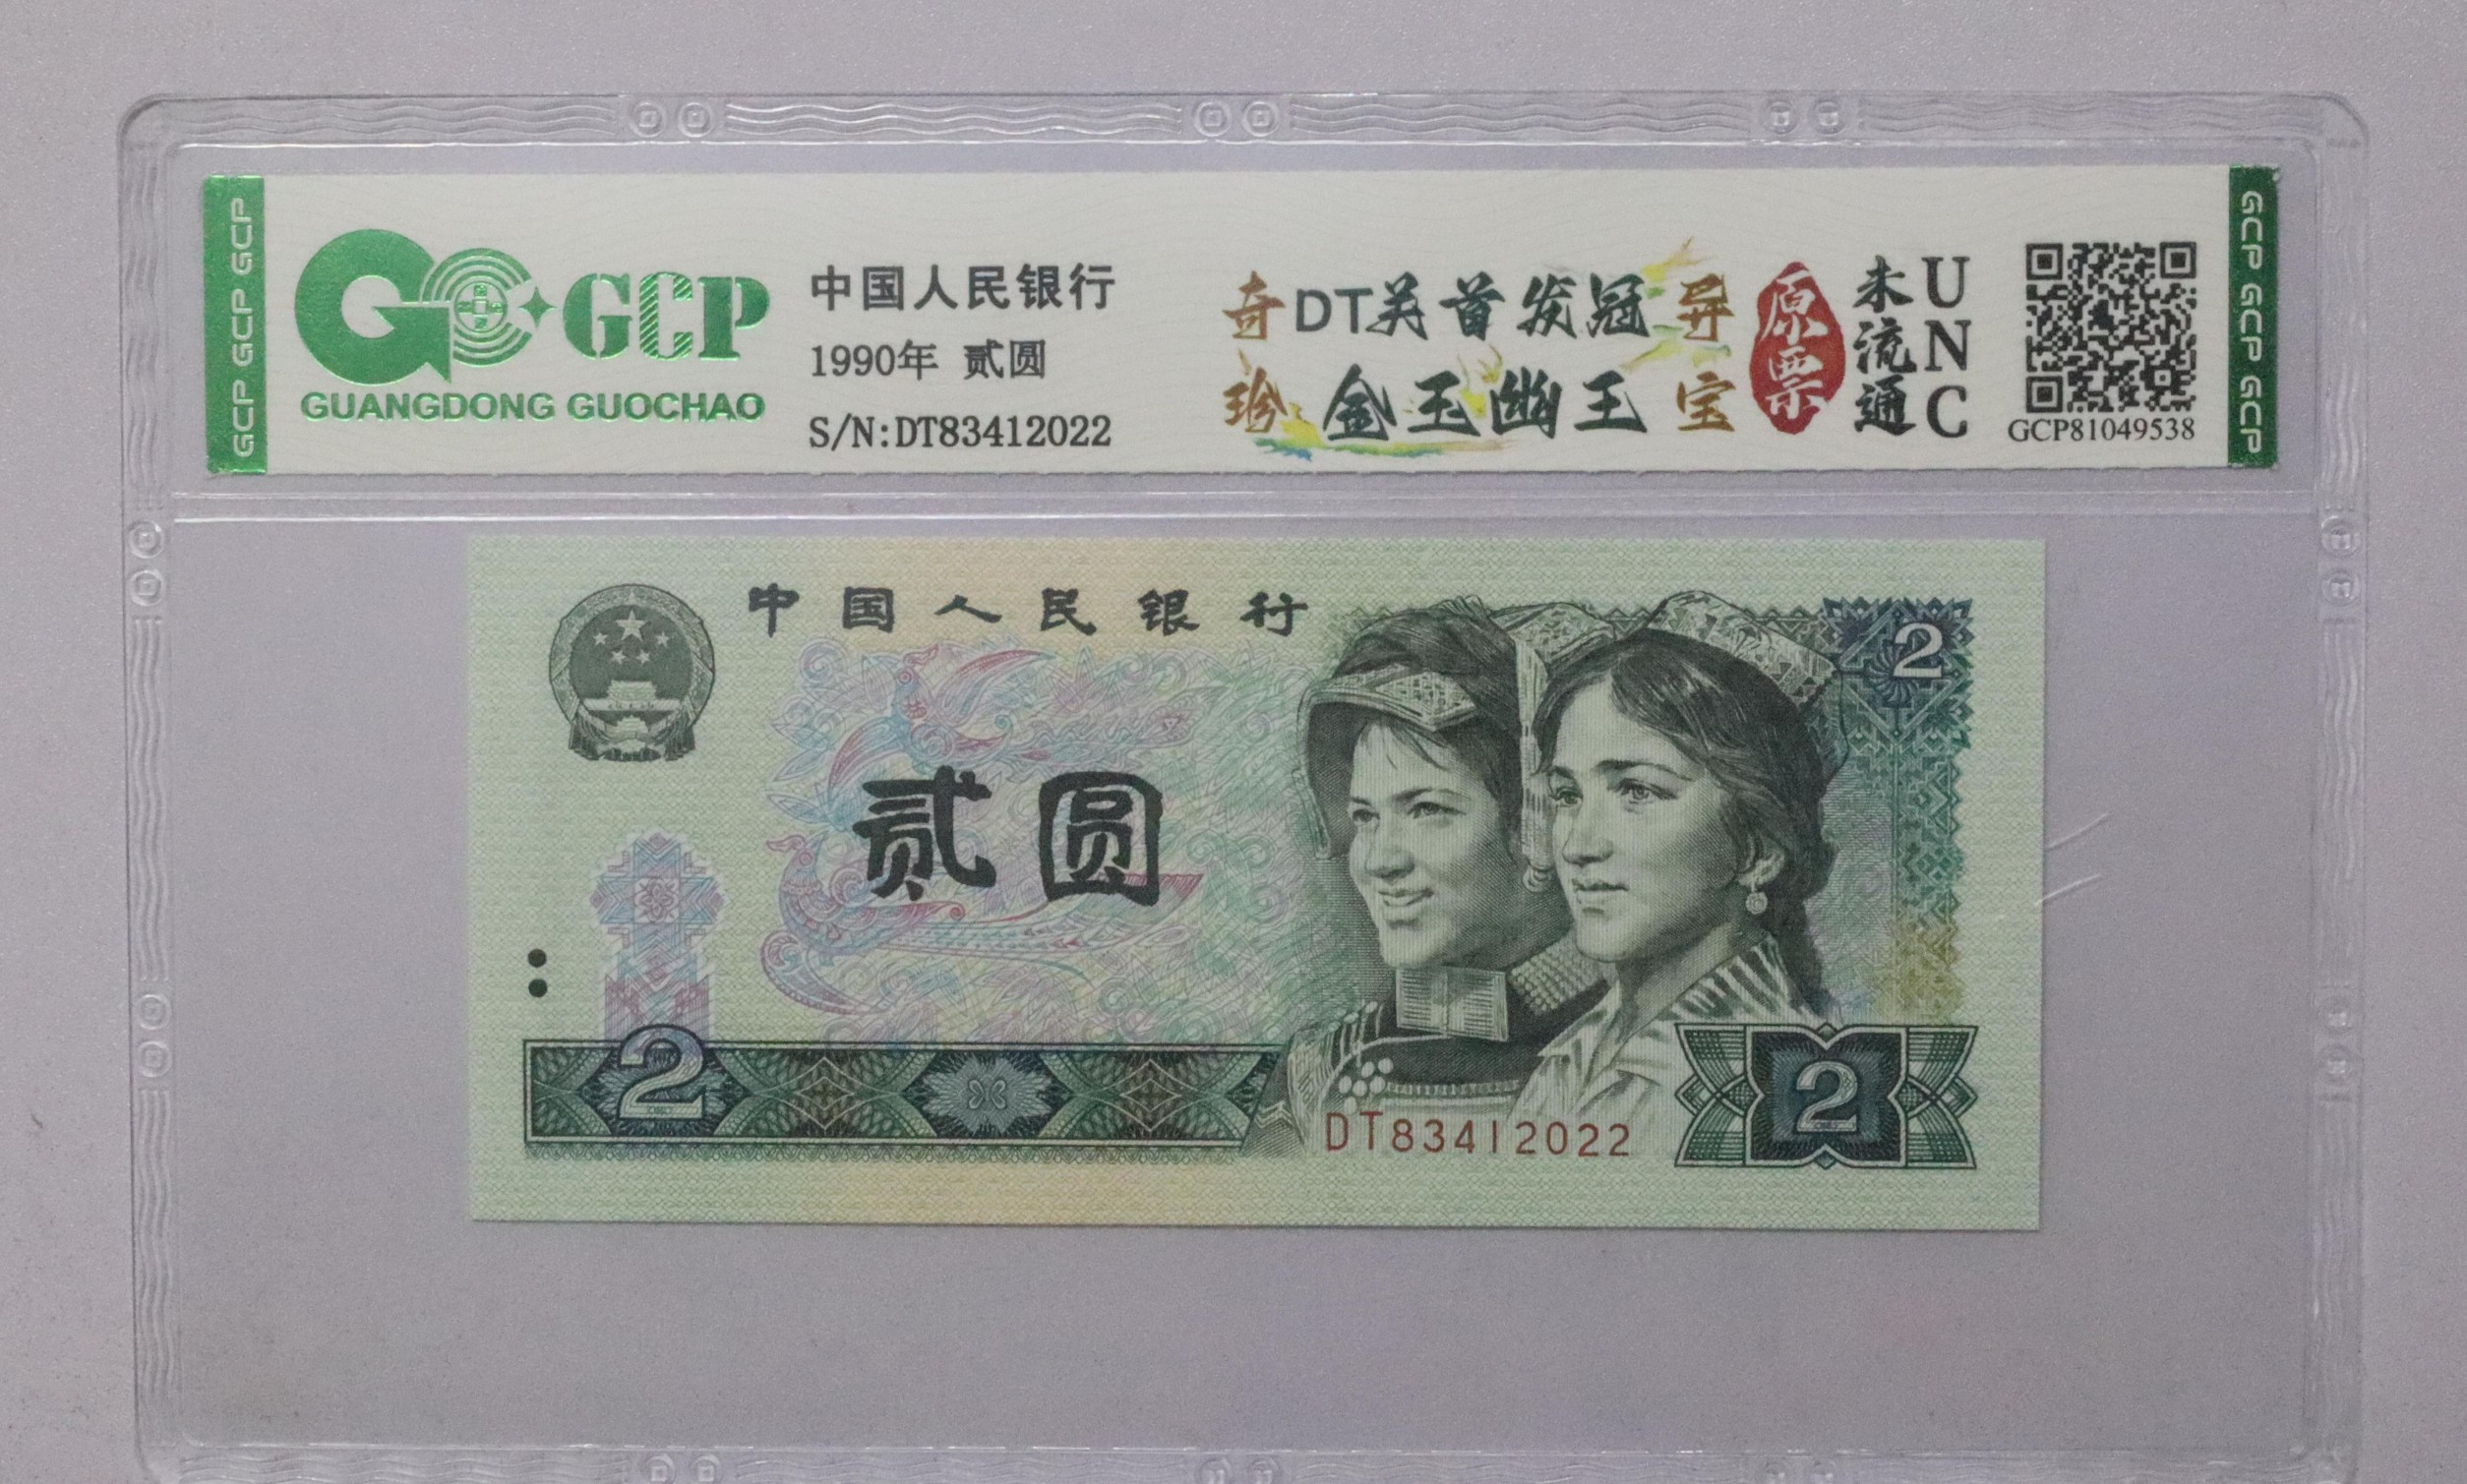 GCP GCP GCP
GCP
GUANGDONG GUOCHAO
中国人民银行
1990年 贰圆
S/N:DT83412022
奇珍异宝
DT关首发冠
金玉幽王
原票
未流通
UNC
GCP81049538
GCP GCP GCP
中国人民银行
2
贰圆
2
DT83412022
2